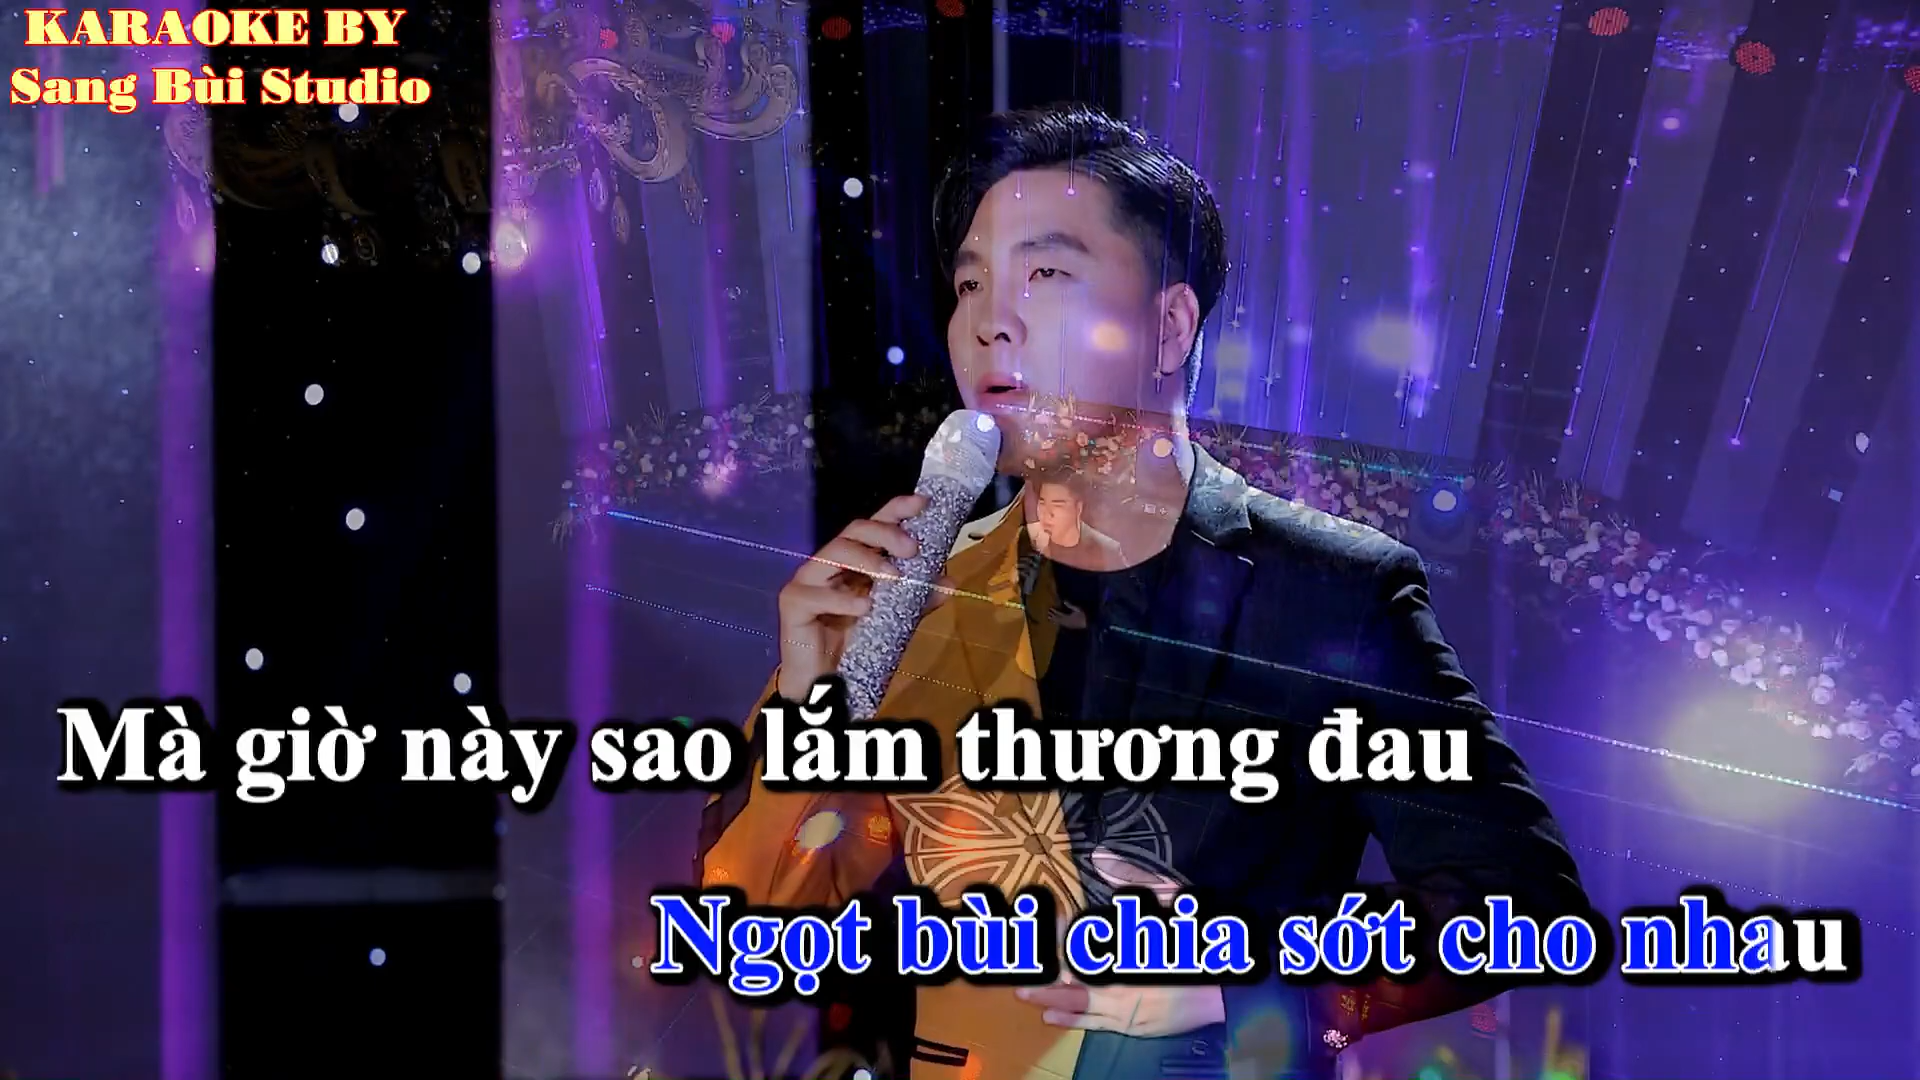 KARAOKE BY
Sang Bùi Studio
Mà giờ này sao lắm thương đau
Ngọt bùi chia sớt cho nhau